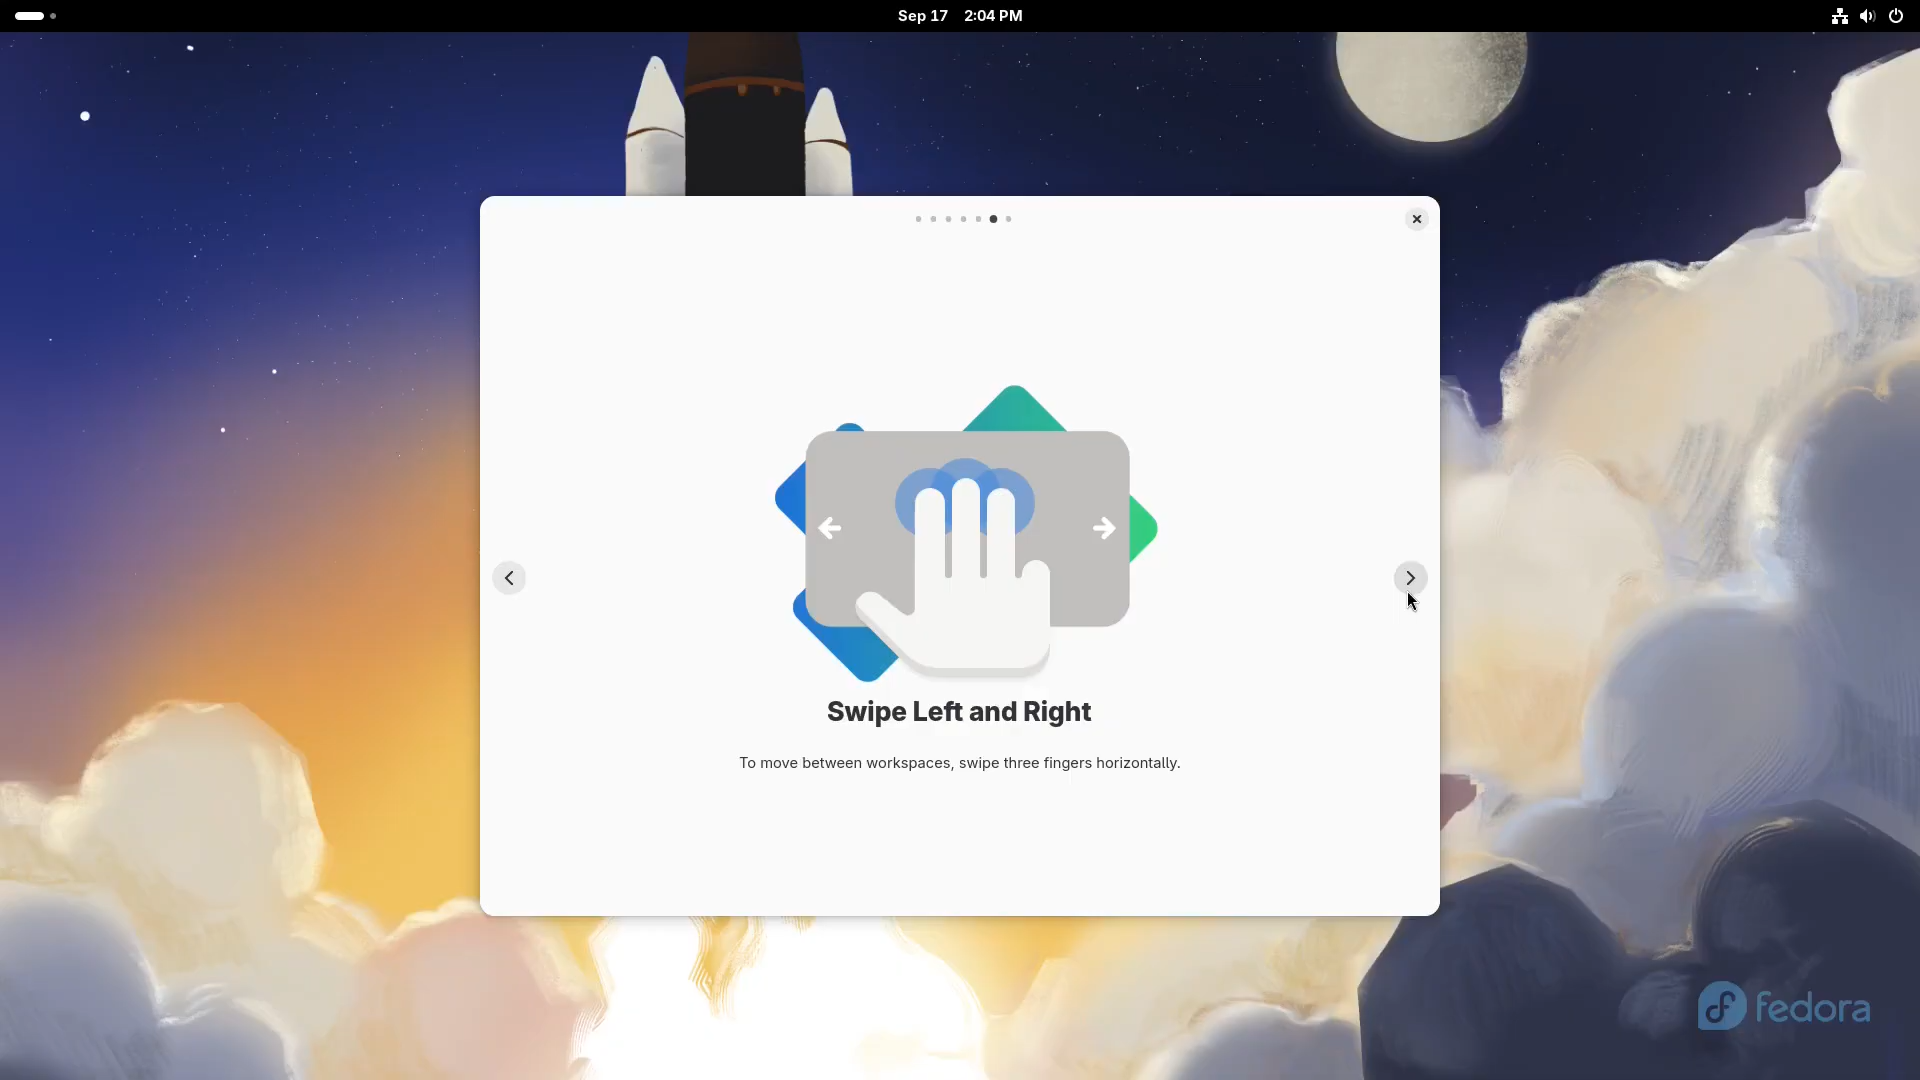 Sep 17 2:04 PM
Swipe Left and Right
To move between workspaces, swipe three fingers horizontally.
fedora